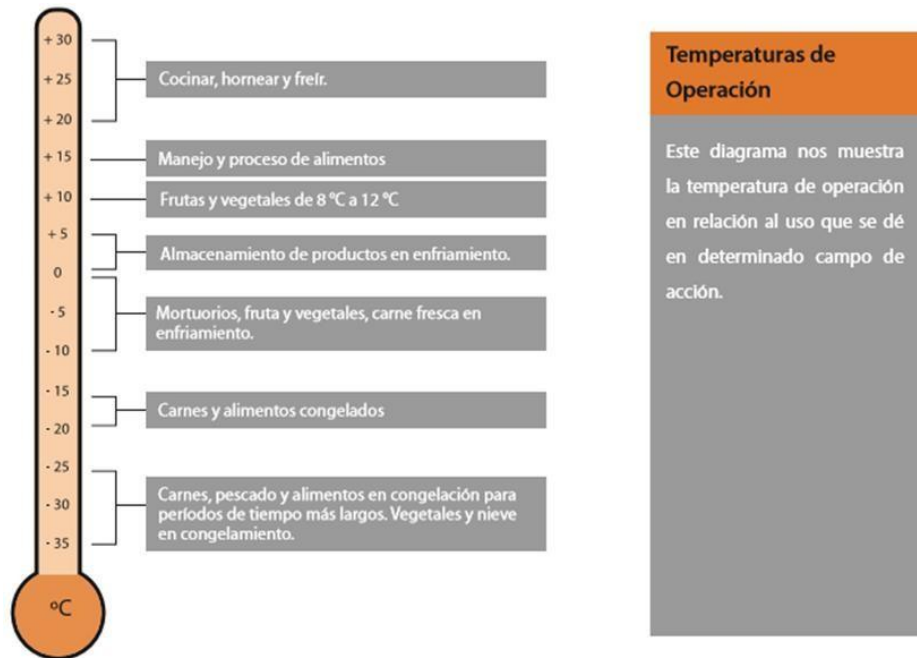 + 30
+ 25
+ 20
+ 15
+ 10
+ 5
0
- 5
- 10
- 15
- 20
- 25
- 30
- 35
ºC
Cocinar, hornear y freír.
Manejo y proceso de alimentos
Frutas y vegetales de 8 ºC a 12 ºC
Almacenamiento de productos en enfriamiento.
Mortuorios, fruta y vegetales, carne fresca en
enfriamiento.
Carnes y alimentos congelados
Carnes, pescado y alimentos en congelación para
períodos de tiempo más largos. Vegetales y nieve
en congelamiento.
Temperaturas de
Operación
Este diagrama nos muestra
la temperatura de operación
en relación al uso que se dé
en determinado campo de
acción.